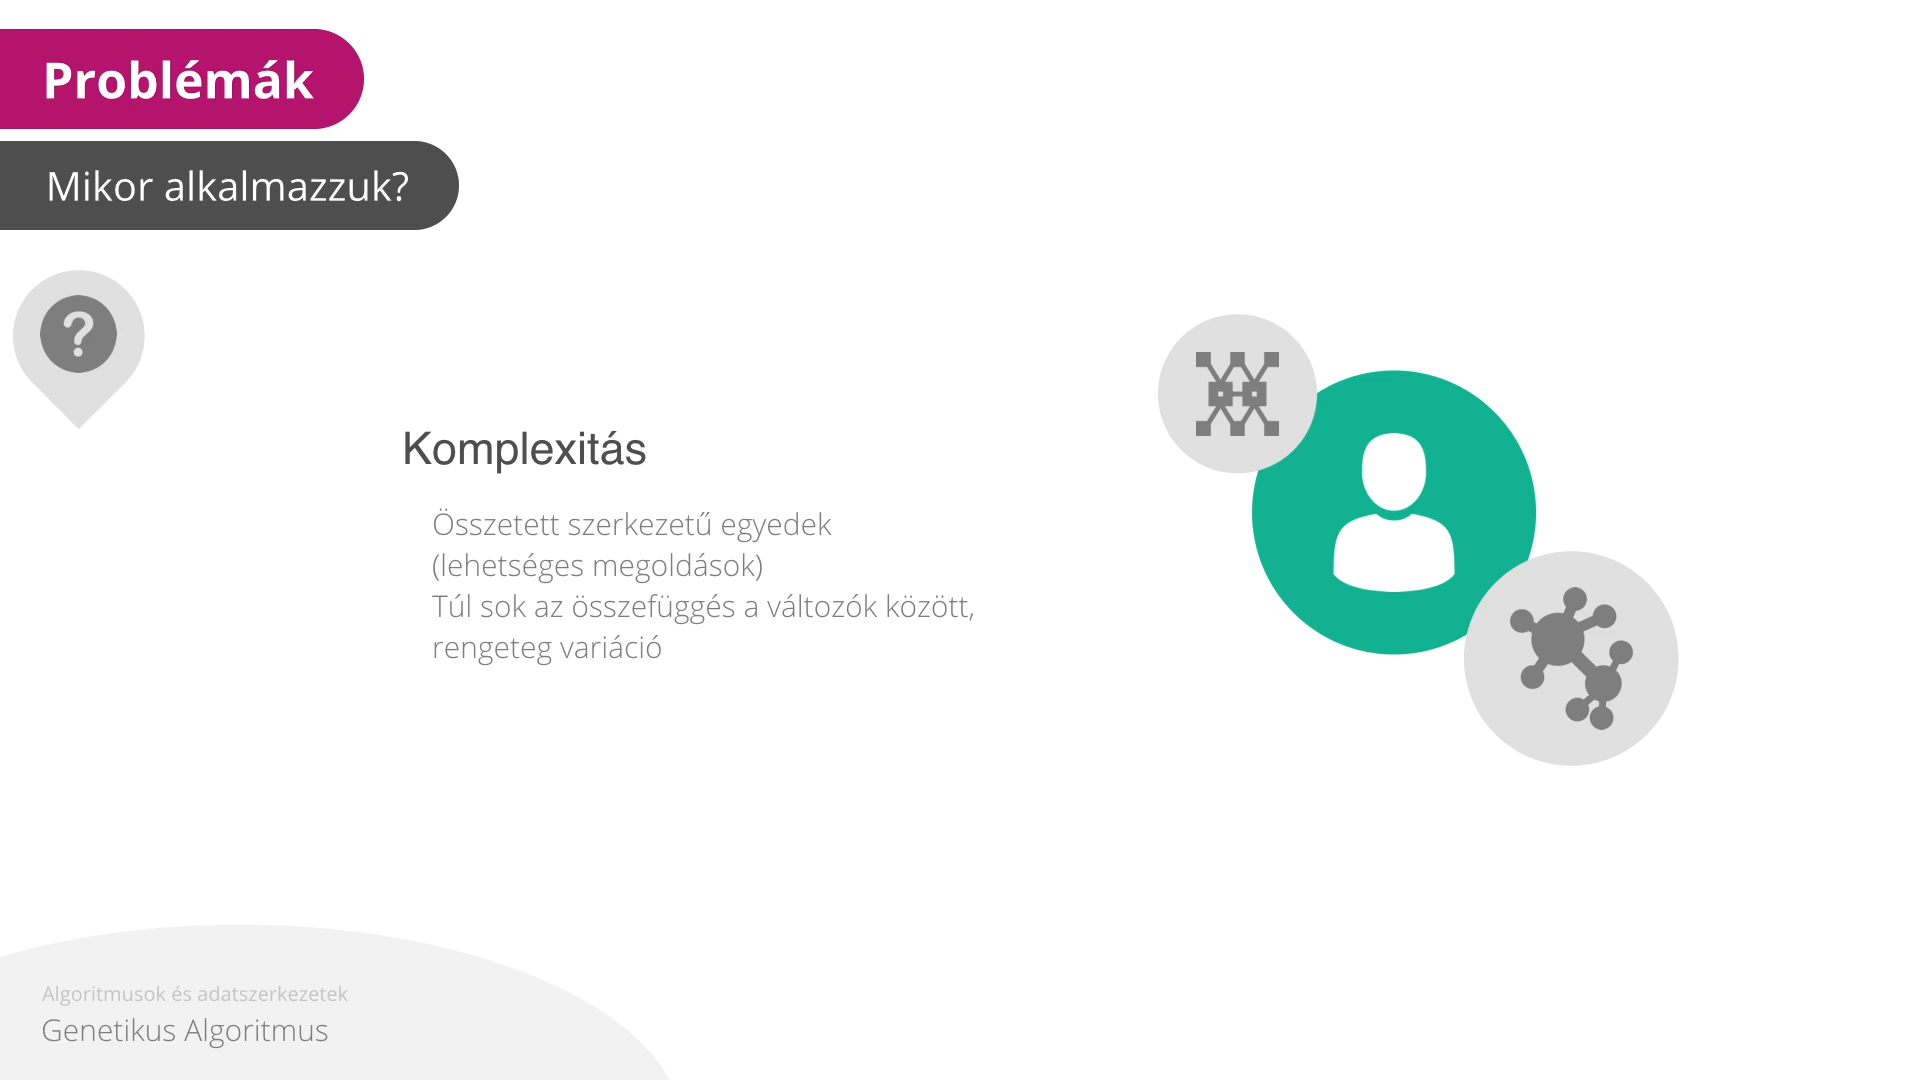 Problémák
Mikor alkalmazzuk?
?
Komplexitás
Összetett szerkezetű egyedek
(lehetséges megoldások)
Túl sok az összefüggés a változók között,
rengeteg variáció
Algoritmusok és adatszerkezetek
Genetikus Algoritmus